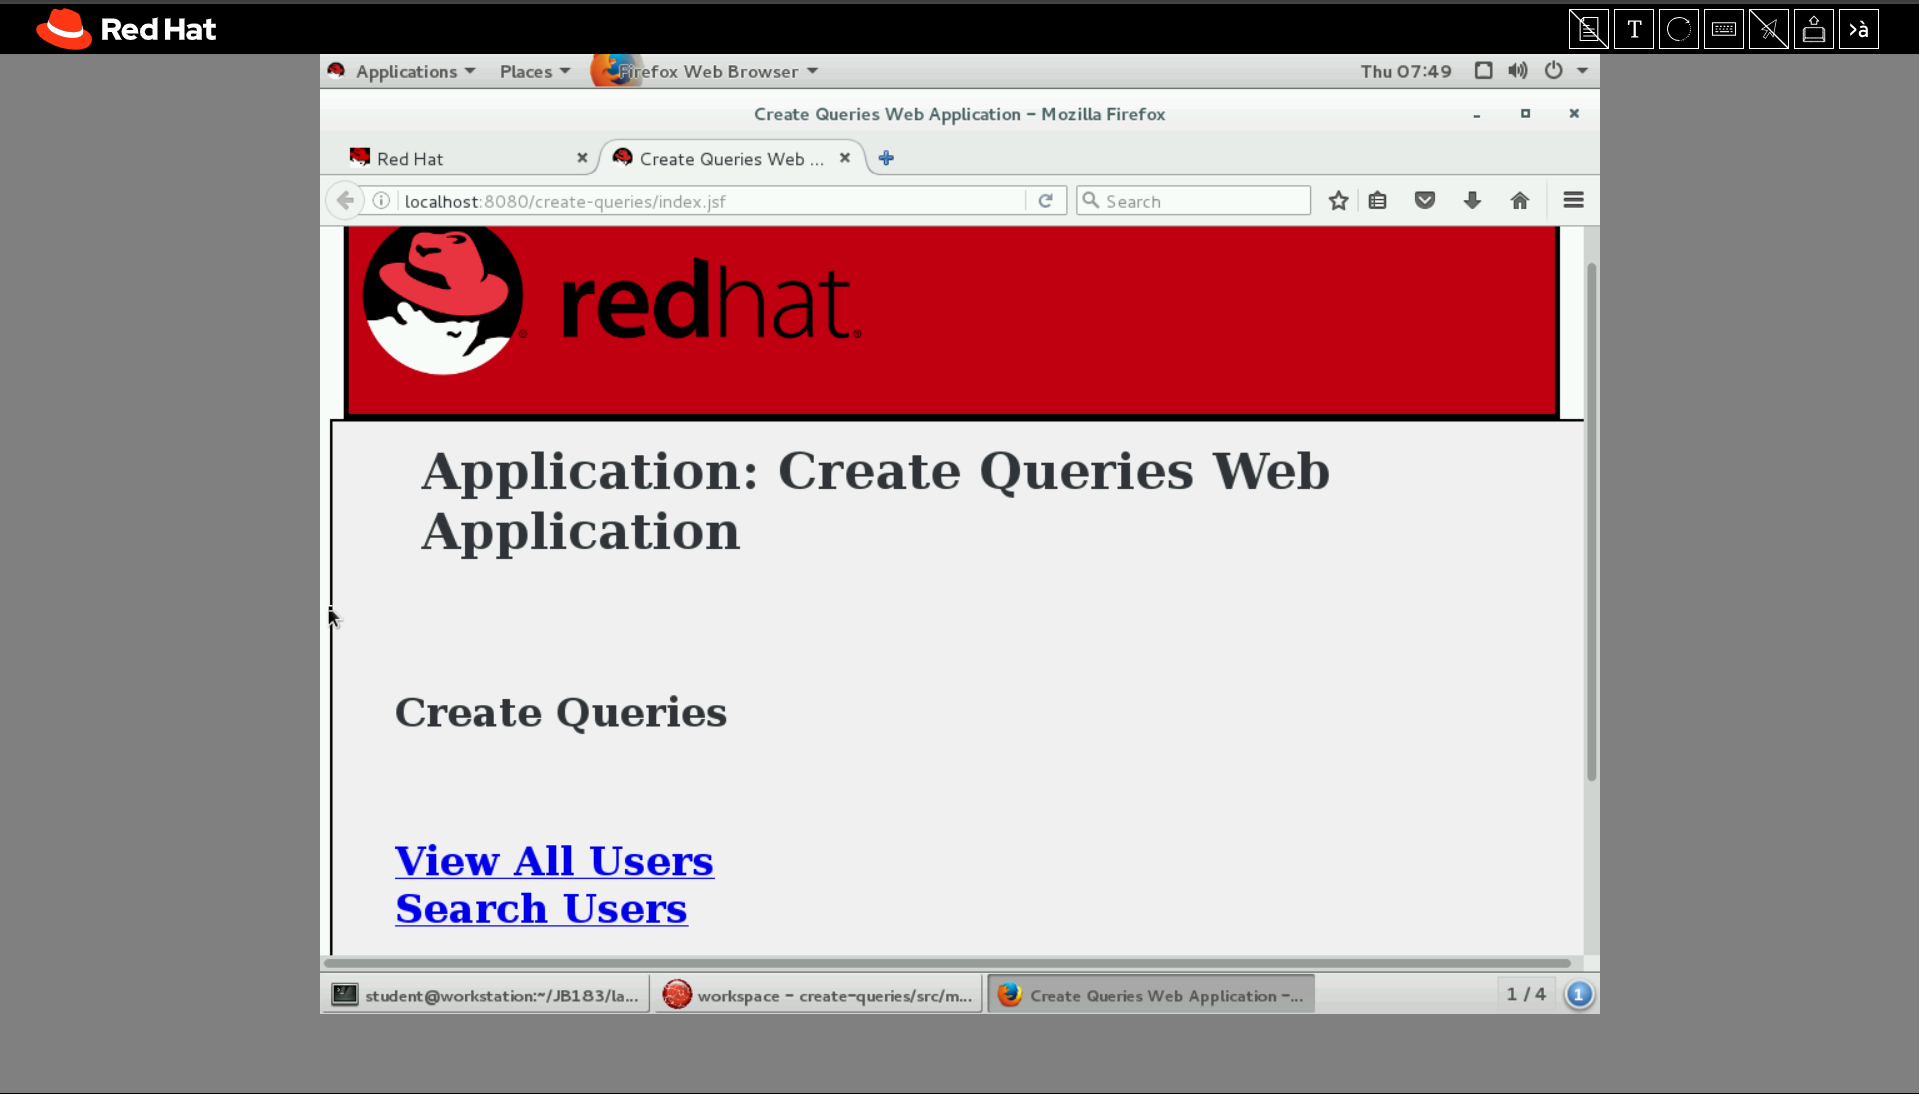 Red Hat
T
>à
Applications
Places
Firefox Web Browser
Thu 07:49
Create Queries Web Application - Mozilla Firefox
Red Hat
Create Queries Web ...
localhost:8080/create-queries/index.jsf
Search
redhat
Application: Create Queries Web
Application
Create Queries
View All Users
Search Users
student@workstation:~/JB183/la...
workspace - create-queries/src/m...
Create Queries Web Application -...
1 / 4
1